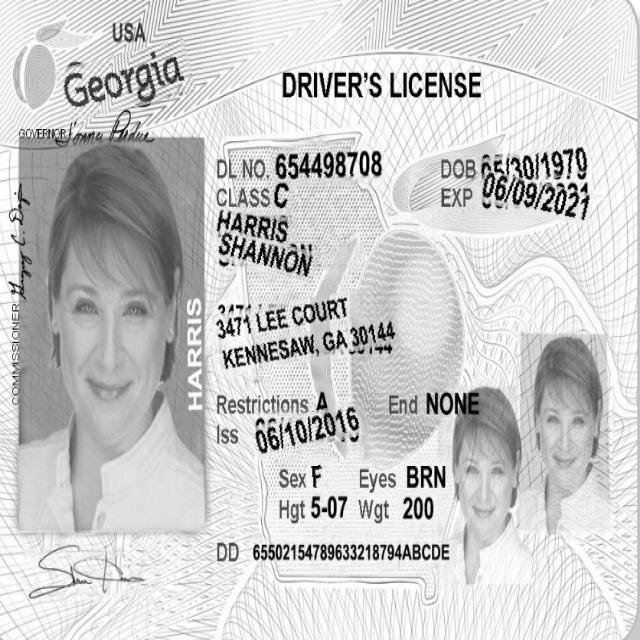 USA
Georgia
DRIVER'S LICENSE
GOVERNOR Sonny Perdue
DL NO. 654498708
DOB 05/30/1979
CLASS C
EXP 06/09/2021
HARRIS
SHANNON
3471 LEE COURT
KENNESAW, GA 30144
COMMISSIONER
HARRIS
Restrictions A
End NONE
Iss 06/10/2016
Sex F Eyes BRN
Hgt 5-07 Wgt 200
DD 65502154789633218794ABCDE